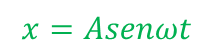 x = Asenωt